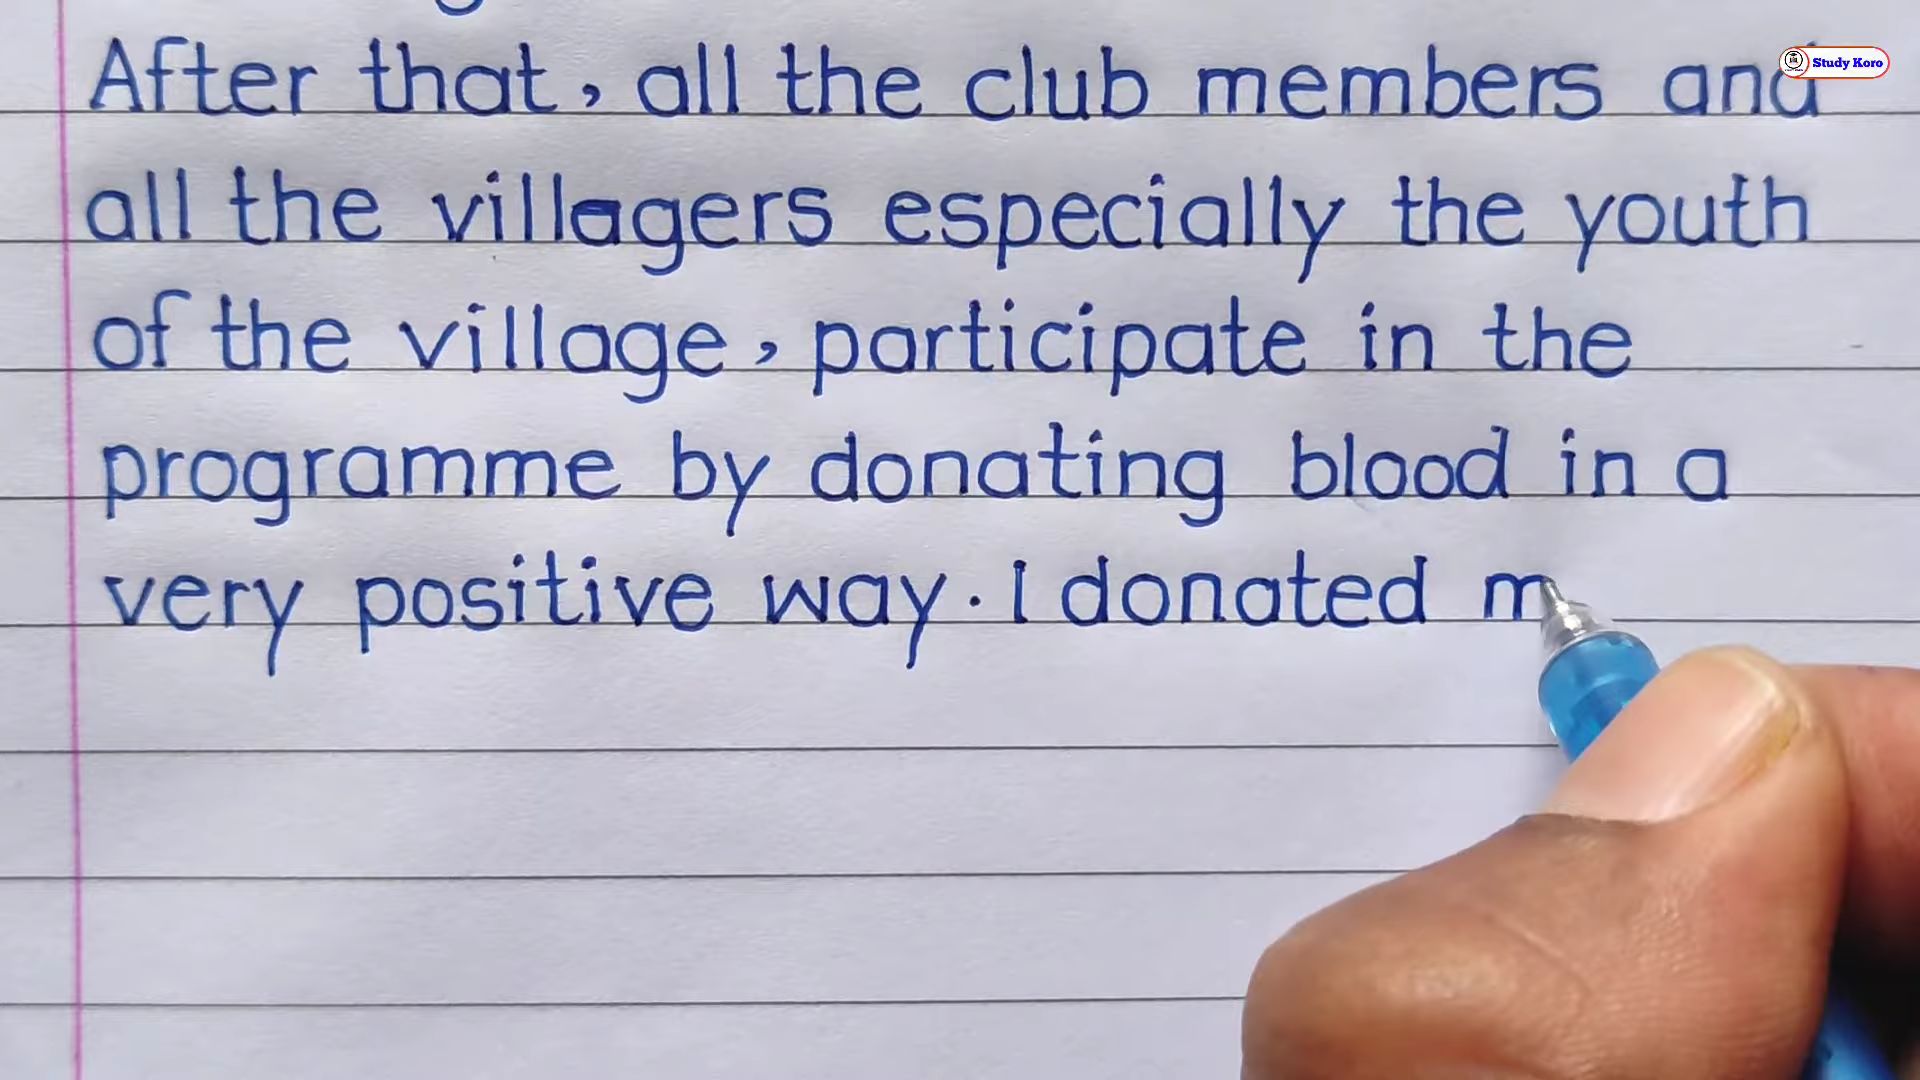 After that, all the club members and
all the villagers especially the youth
of the village, participate in the
programme by donating blood in a
very positive way. I donated m
Study Koro